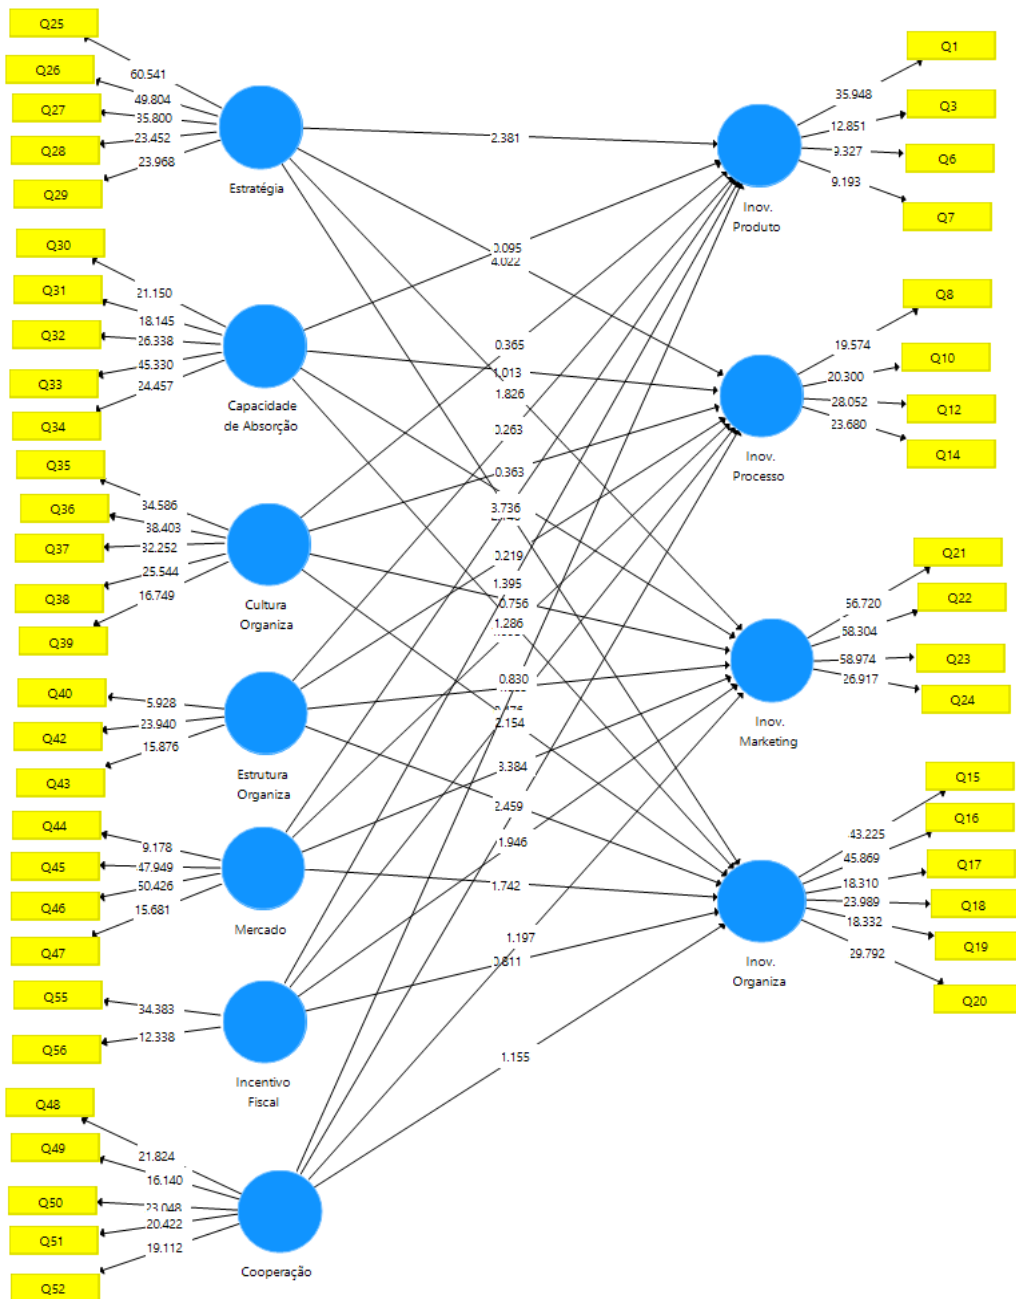 Q25
Q26
Q27
Q28
Q29
60.541
49.804
35.800
23.452
23.968
Estratégia
Q30
Q31
Q32
Q33
Q34
21.150
18.145
26.338
45.330
24.457
Capacidade
de Absorção
Q35
Q36
Q37
Q38
Q39
34.586
38.403
32.252
25.544
16.749
Cultura
Organiza
Q40
Q42
Q43
5.928
23.940
15.876
Estrutura
Organiza
Q44
Q45
Q46
Q47
9.178
47.949
50.426
15.681
Mercado
Q55
Q56
34.383
12.338
Incentivo
Fiscal
Q48
Q49
Q50
Q51
Q52
21.824
16.140
23.048
20.422
19.112
Cooperação
2.381
0.095
4.022
0.365
1.013
1.826
0.263
0.363
3.736
0.219
1.395
0.756
1.286
0.830
2.154
3.384
2.459
1.946
1.742
1.197
0.811
1.155
Q1
Q3
Q6
Q7
35.948
12.851
9.327
9.193
Inov.
Produto
Q8
Q10
Q12
Q14
19.574
20.300
28.052
23.680
Inov.
Processo
Q21
Q22
Q23
Q24
56.720
58.304
58.974
26.917
Inov.
Marketing
Q15
Q16
Q17
Q18
Q19
Q20
43.225
45.869
18.310
23.989
18.332
29.792
Inov.
Organiza